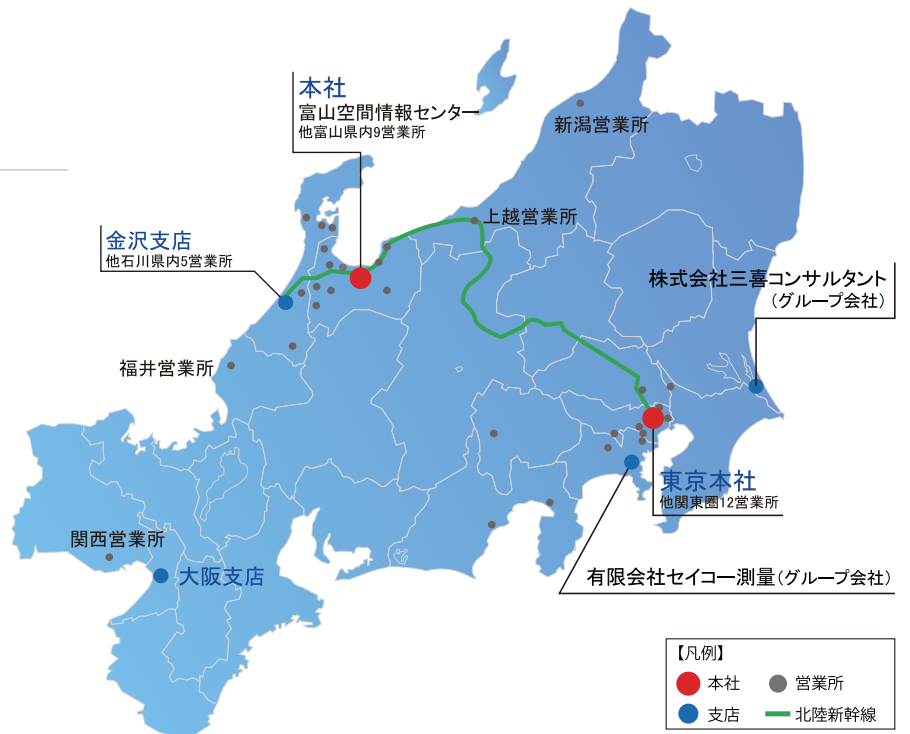 本社
富山空間情報センター
他富山県内9営業所
新潟営業所
上越営業所
金沢支店
他石川県内5営業所
株式会社三喜コンサルタント
(グループ会社)
福井営業所
東京本社
他関東圏12営業所
関西営業所
大阪支店
有限会社セイコー測量(グループ会社)
【凡例】
本社
営業所
支店
北陸新幹線